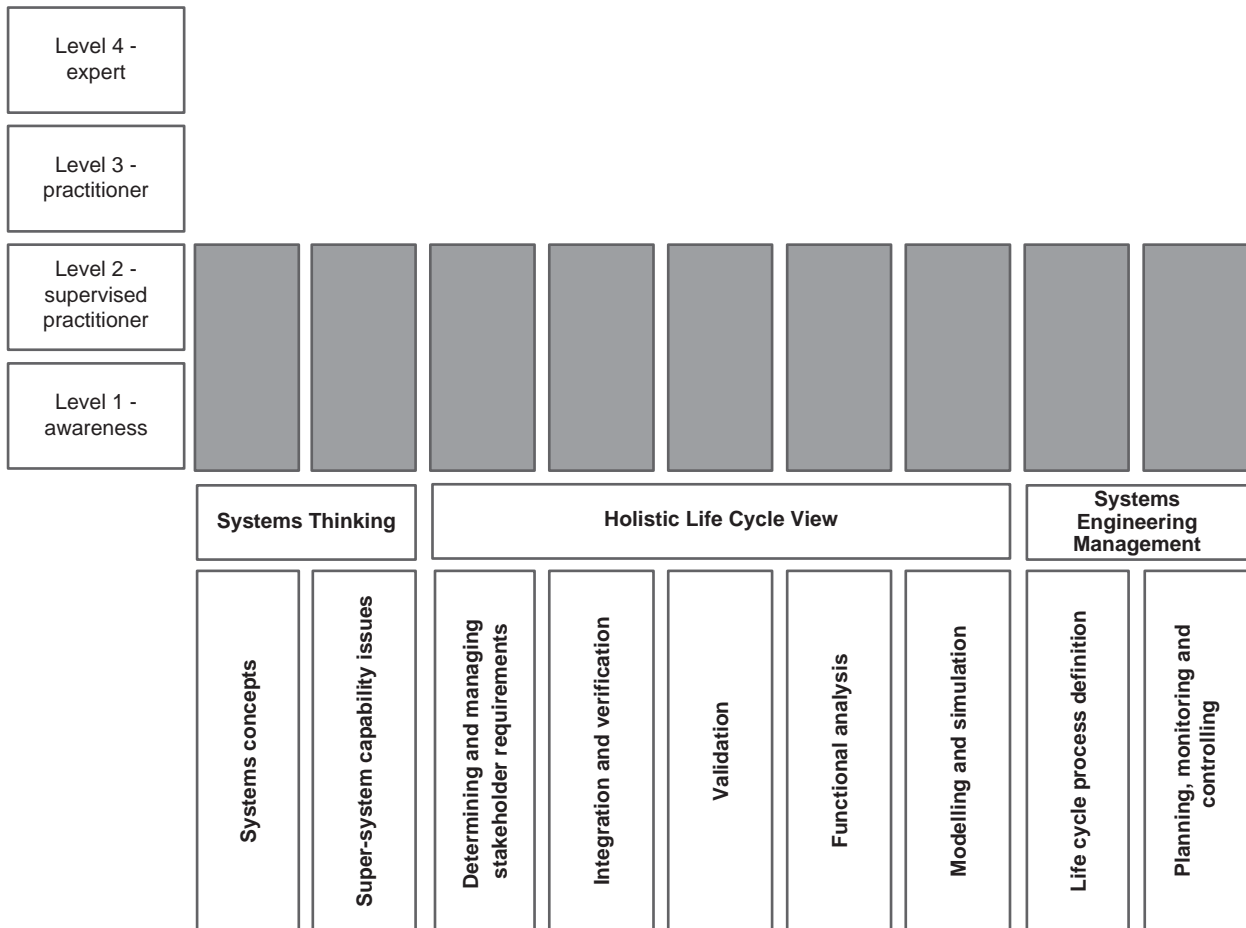 Level 4 -
expert
Level 3 -
practitioner
Level 2 -
supervised
practitioner
Level 1 -
awareness
Systems Thinking
Holistic Life Cycle View
Systems
Engineering
Management
Systems concepts
Super-system capability issues
Determining and managing
stakeholder requirements
Integration and verification
Validation
Functional analysis
Modelling and simulation
Life cycle process definition
Planning, monitoring and
controlling